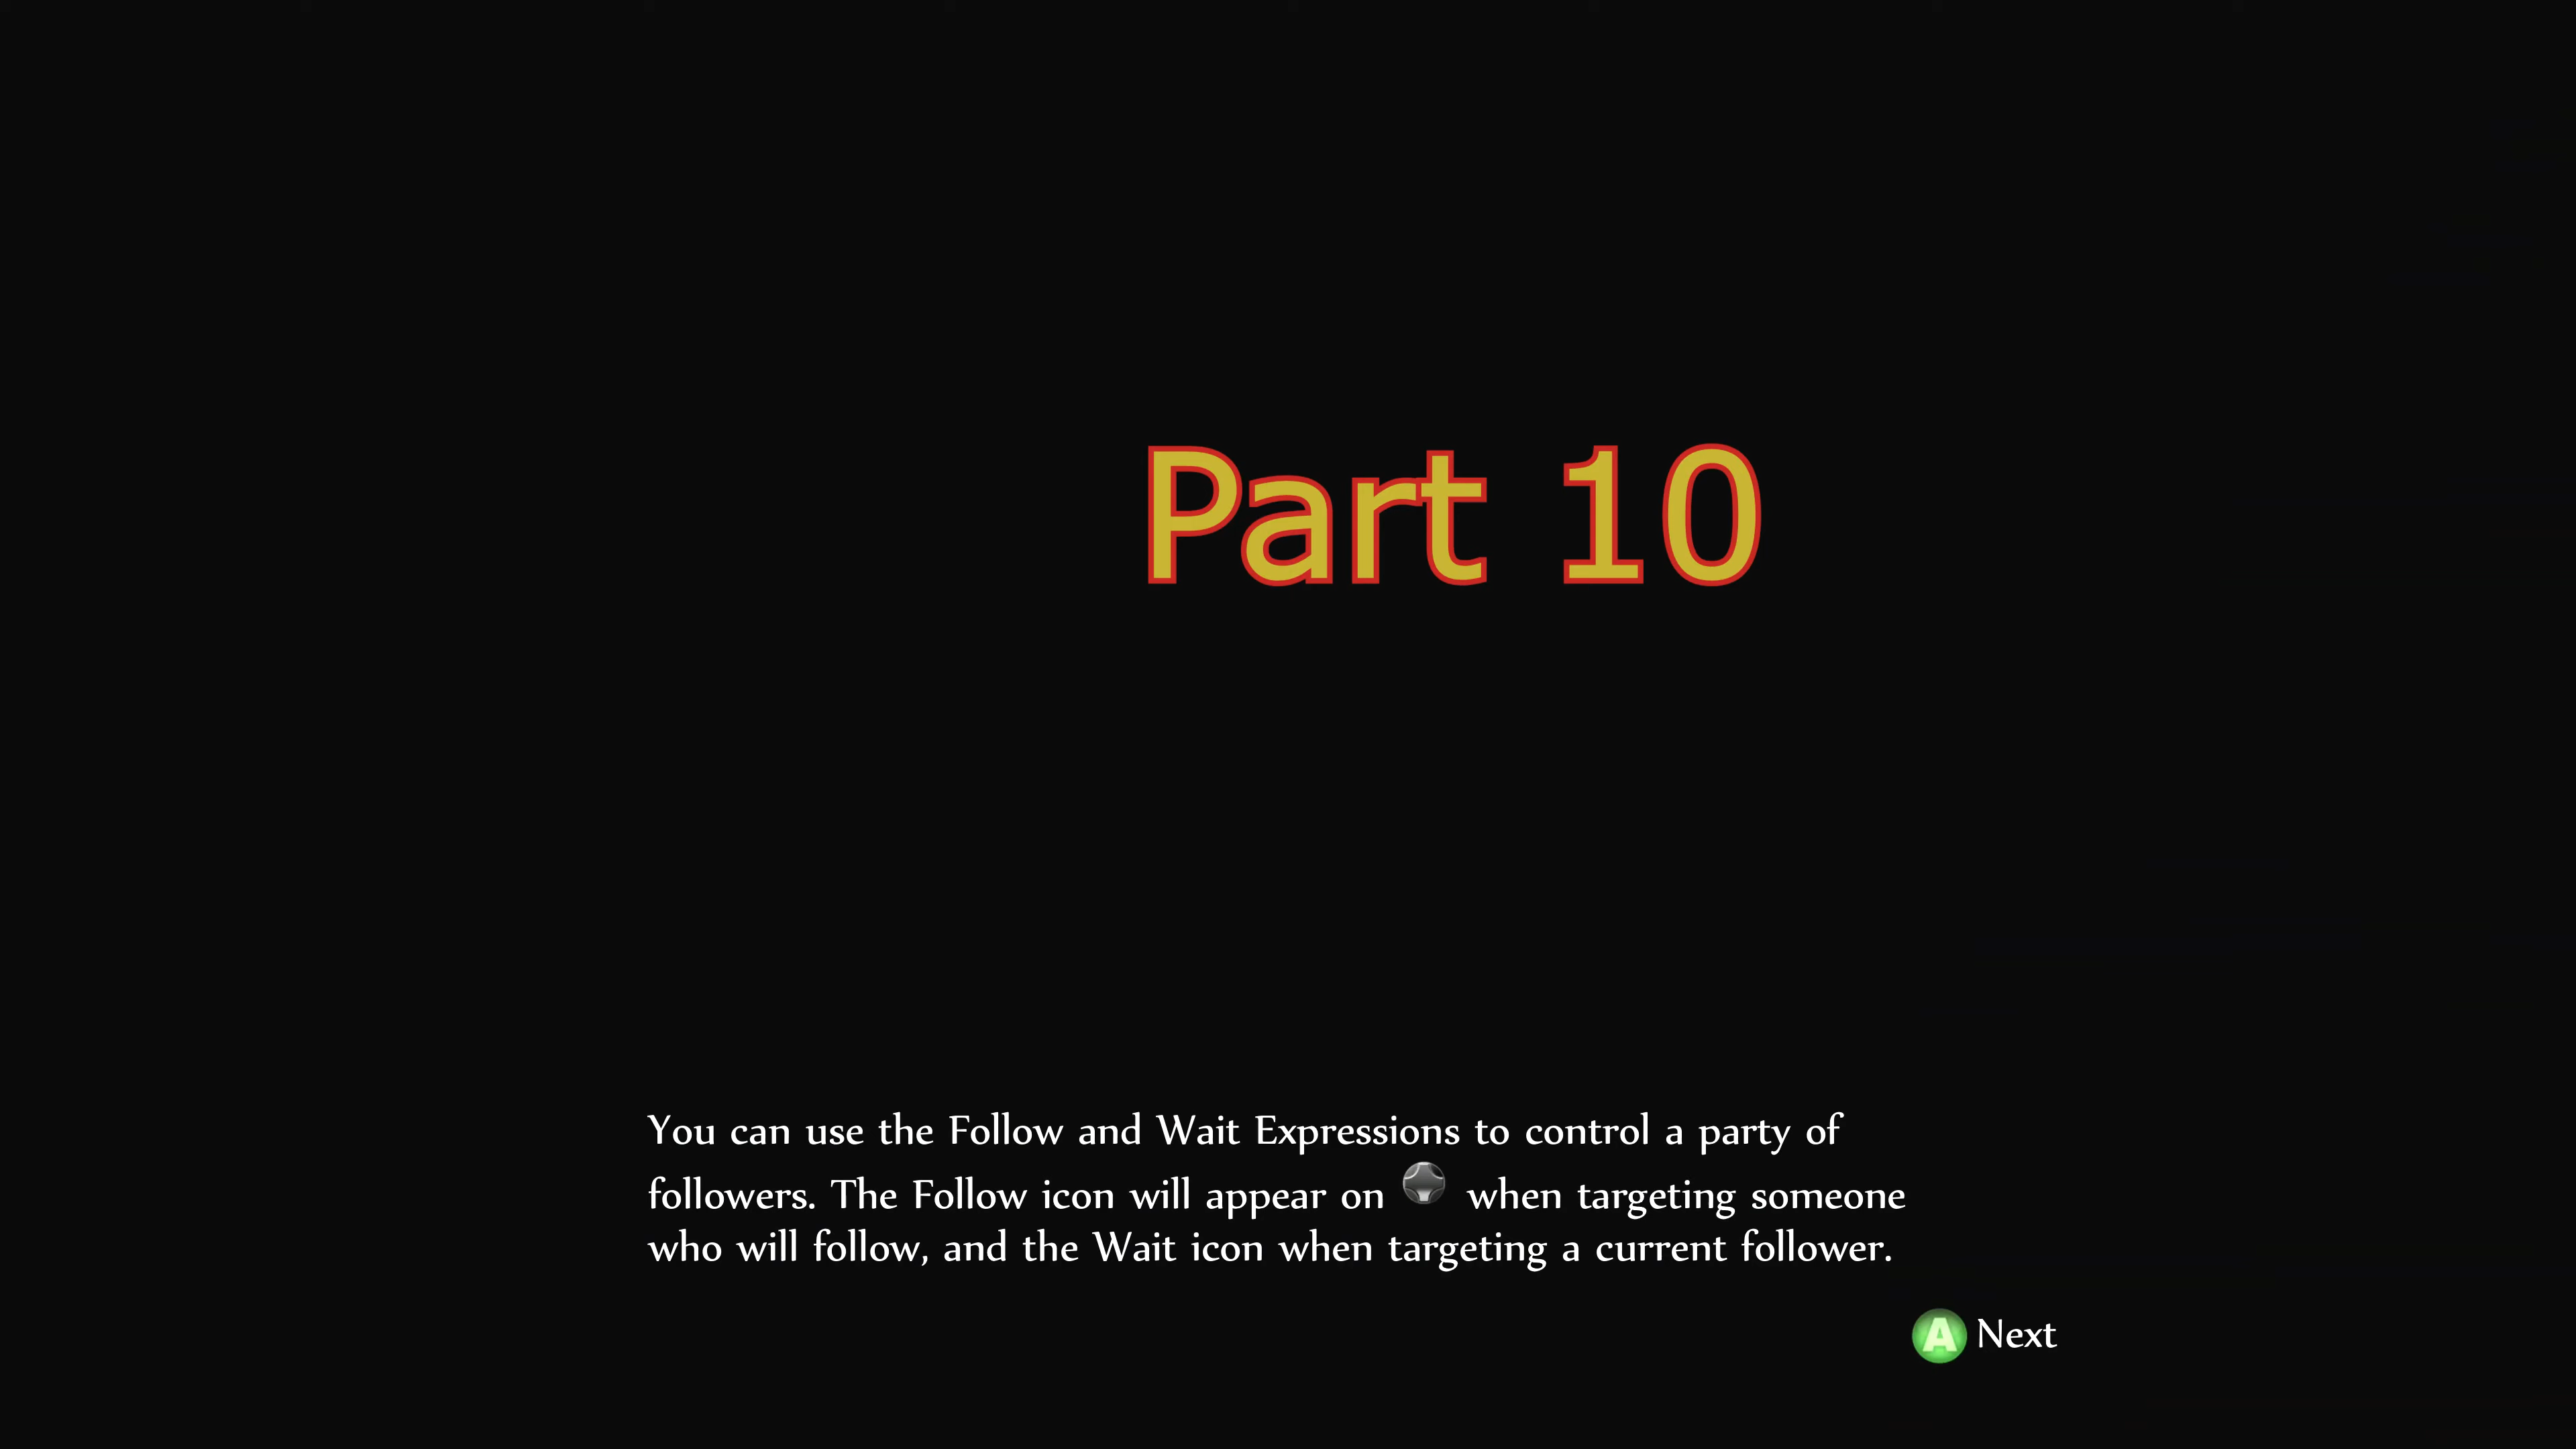 Part 10
You can use the Follow and Wait Expressions to control a party of
followers. The Follow icon will appear on when targeting someone
who will follow, and the Wait icon when targeting a current follower.
A Next